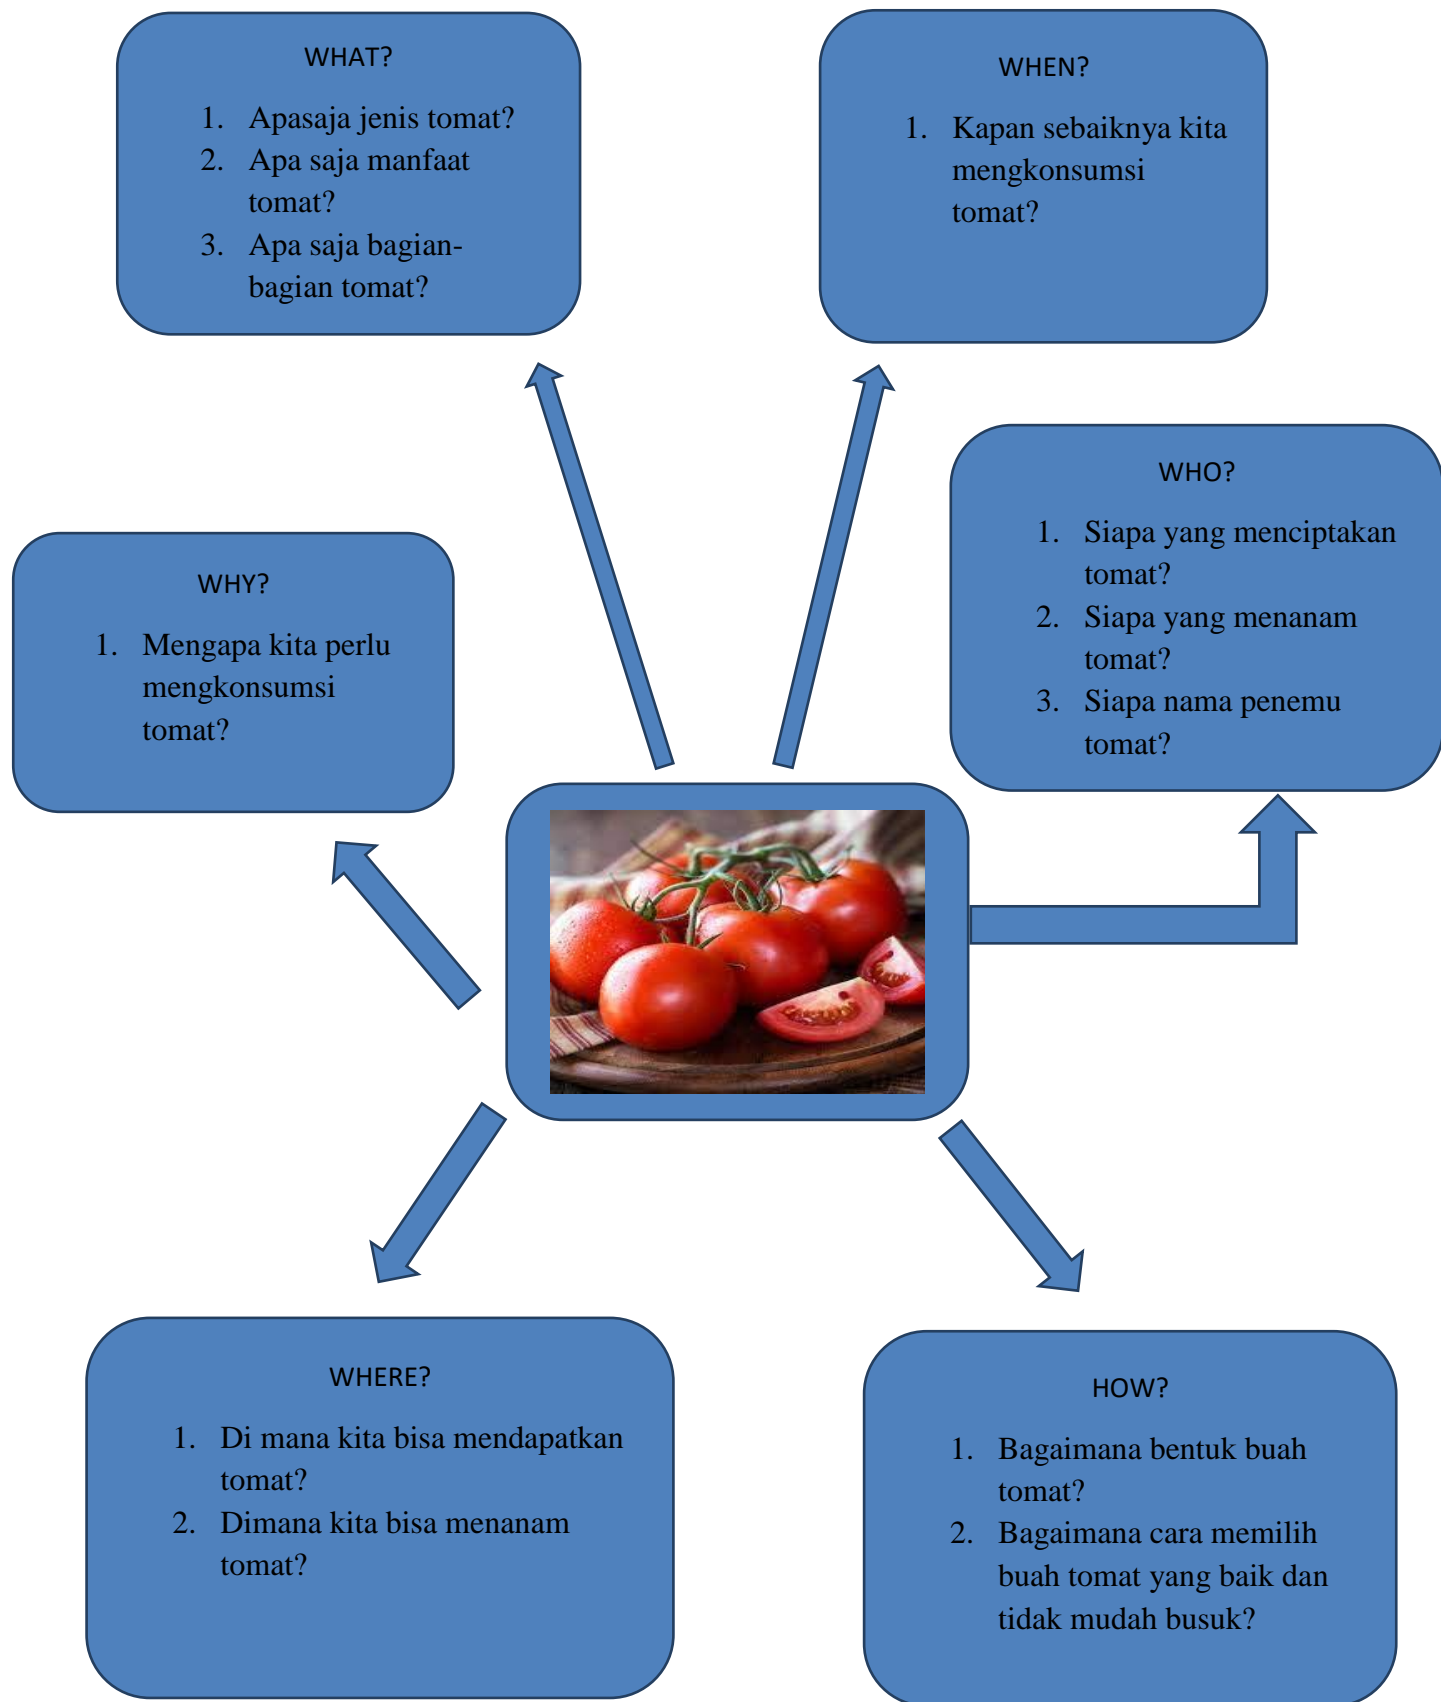 WHAT?
1. Apasaja jenis tomat?
2. Apa saja manfaat
tomat?
3. Apa saja bagian-
bagian tomat?
WHEN?
1. Kapan sebaiknya kita
mengkonsumsi
tomat?
WHO?
1. Siapa yang menciptakan
tomat?
2. Siapa yang menanam
tomat?
3. Siapa nama penemu
tomat?
WHY?
1. Mengapa kita perlu
mengkonsumsi
tomat?
WHERE?
1. Di mana kita bisa mendapatkan
tomat?
2. Dimana kita bisa menanam
tomat?
HOW?
1. Bagaimana bentuk buah
tomat?
2. Bagaimana cara memilih
buah tomat yang baik dan
tidak mudah busuk?